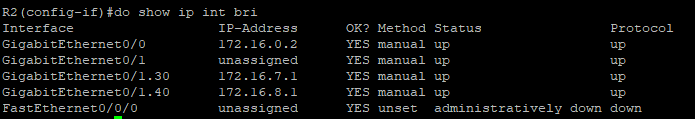 R2(config-if)#do show ip int bri
Interface                  IP-Address      OK? Method Status                Protocol
GigabitEthernet0/0         172.16.0.2      YES manual up                    up
GigabitEthernet0/1         unassigned      YES manual up                    up
GigabitEthernet0/1.30      172.16.7.1      YES manual up                    up
GigabitEthernet0/1.40      172.16.8.1      YES manual up                    up
FastEthernet0/0/0          unassigned      YES unset  administratively down down